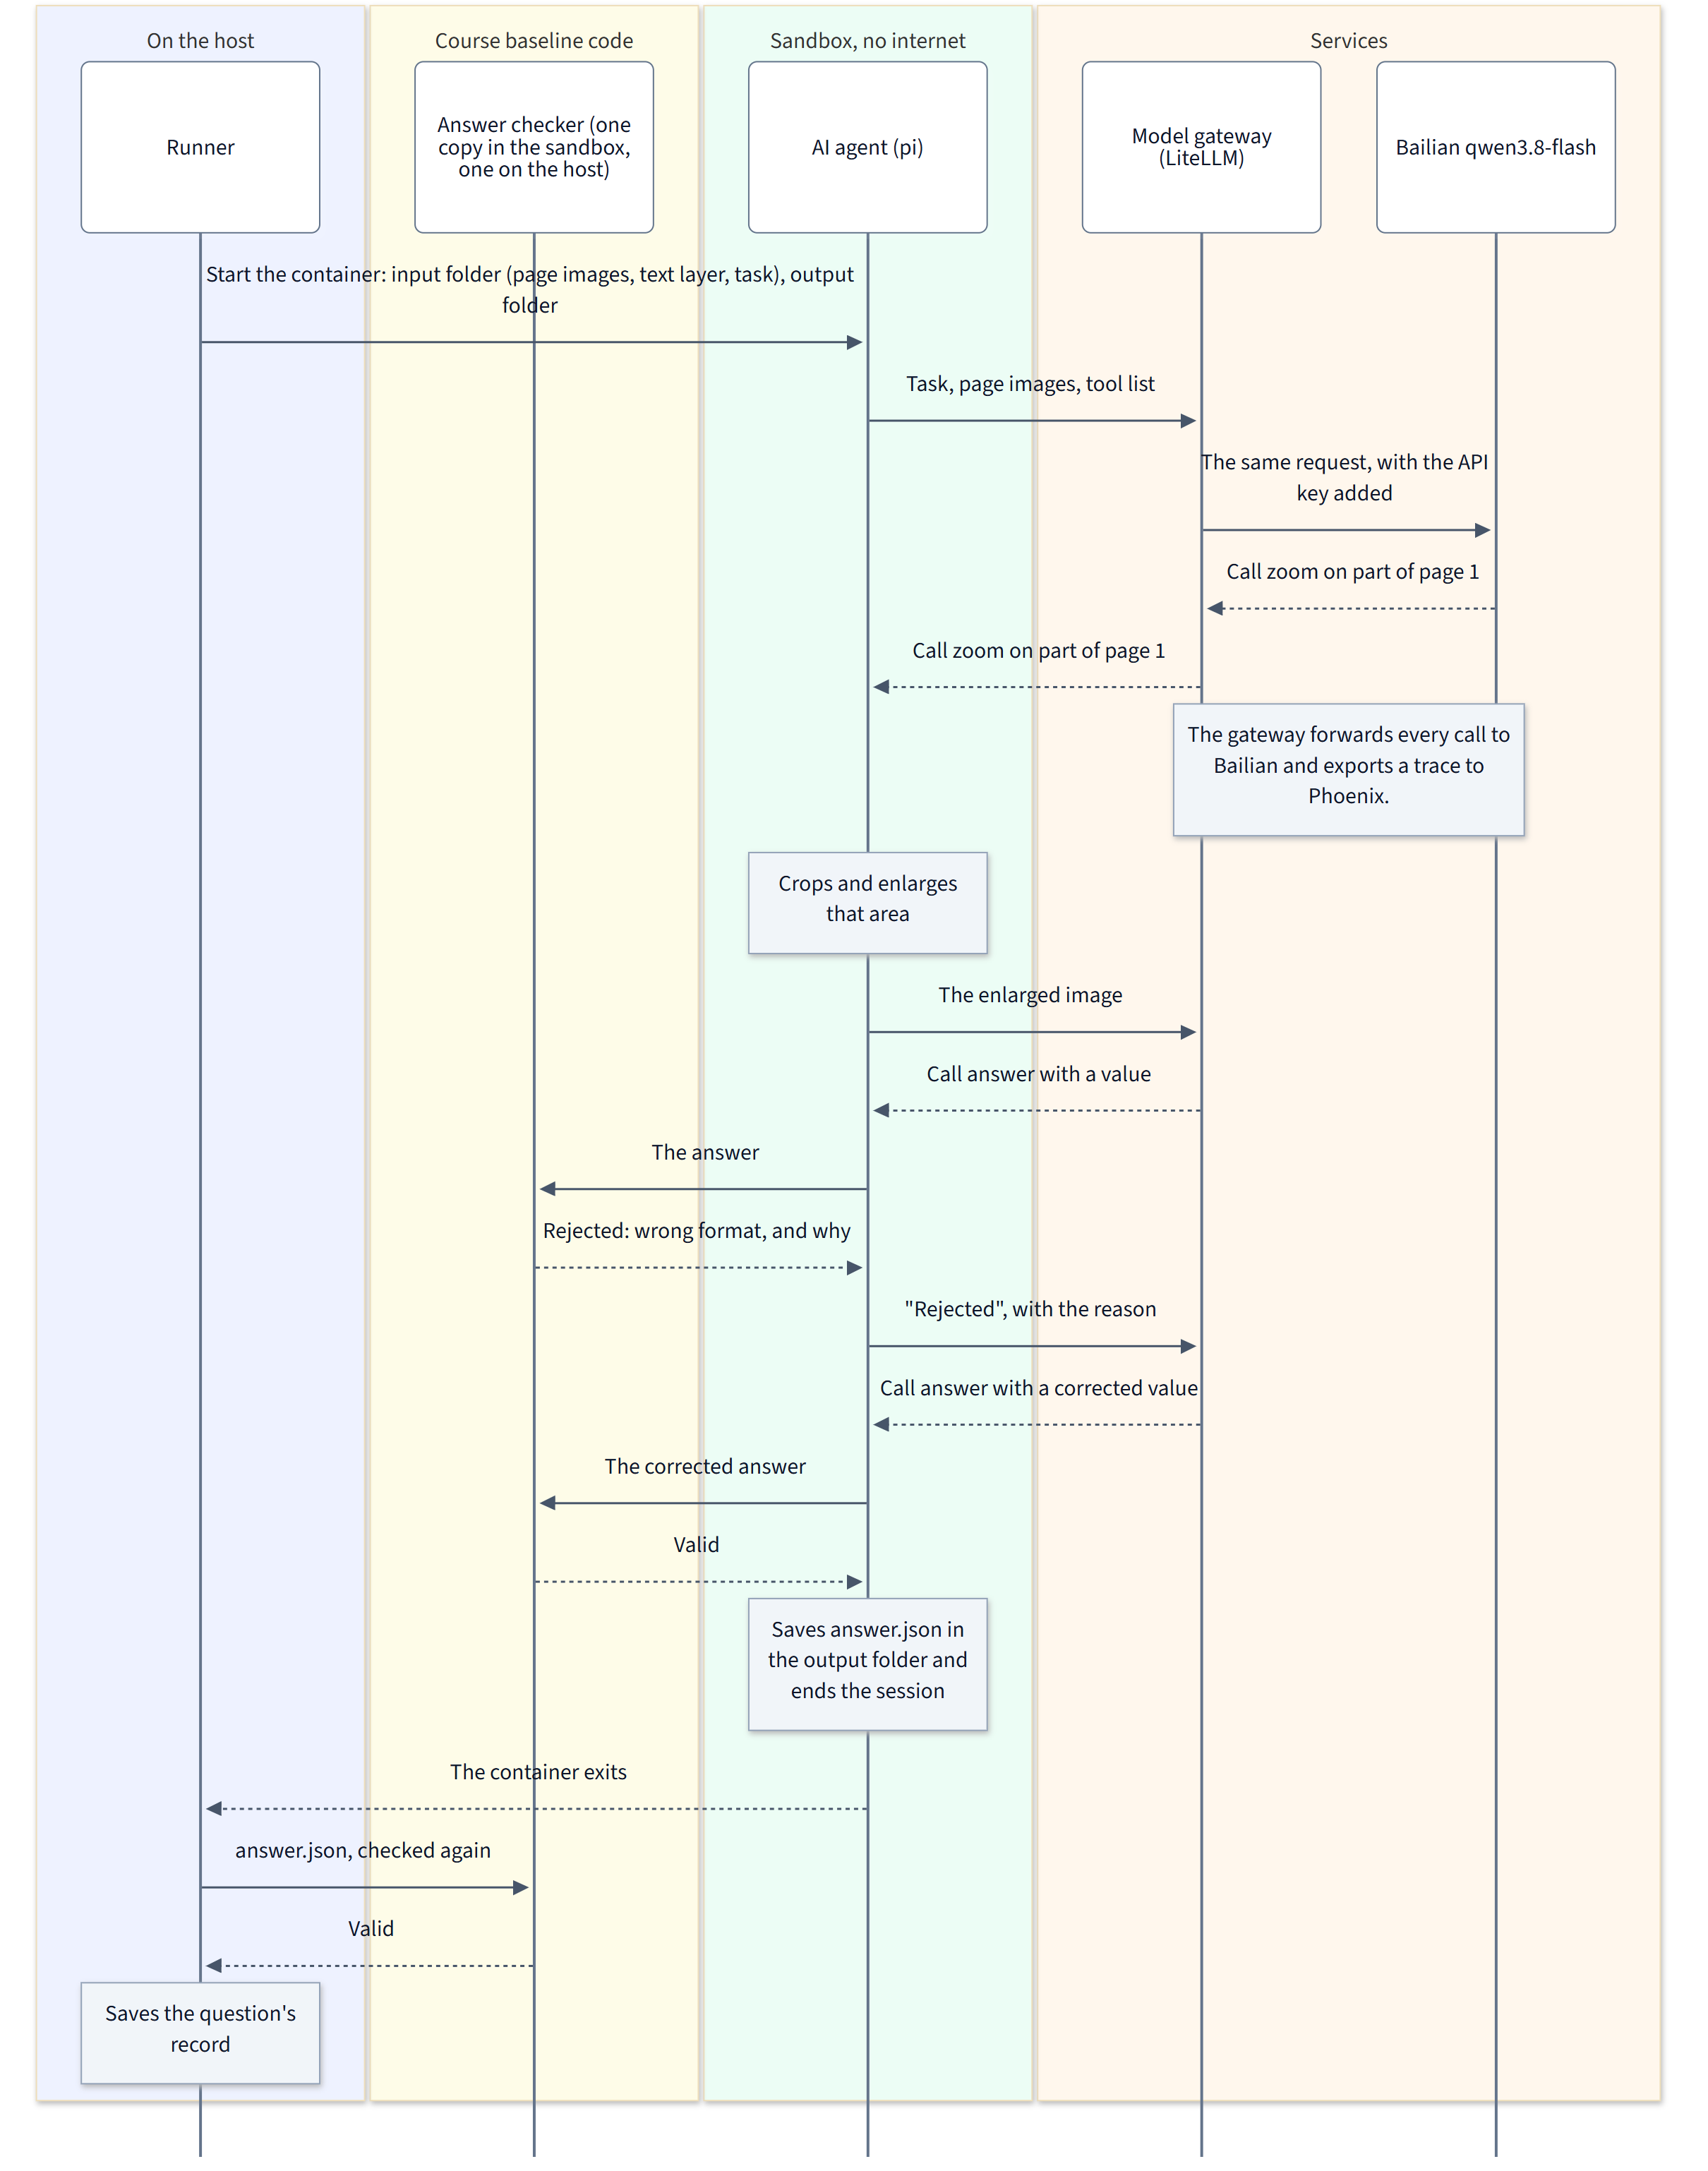 On the host
Course baseline code
Sandbox, no internet
Services
Runner
Answer checker (one
copy in the sandbox,
one on the host)
AI agent (pi)
Model gateway
(LiteLLM)
Bailian qwen3.8-flash
Start the container: input folder (page images, text layer, task), output
folder
Task, page images, tool list
The same request, with the API
key added
Call zoom on part of page 1
Call zoom on part of page 1
The gateway forwards every call to
Bailian and exports a trace to
Phoenix.
Crops and enlarges
that area
The enlarged image
Call answer with a value
The answer
Rejected: wrong format, and why
"Rejected", with the reason
Call answer with a corrected value
The corrected answer
Valid
Saves answer.json in
the output folder and
ends the session
The container exits
answer.json, checked again
Valid
Saves the question's
record